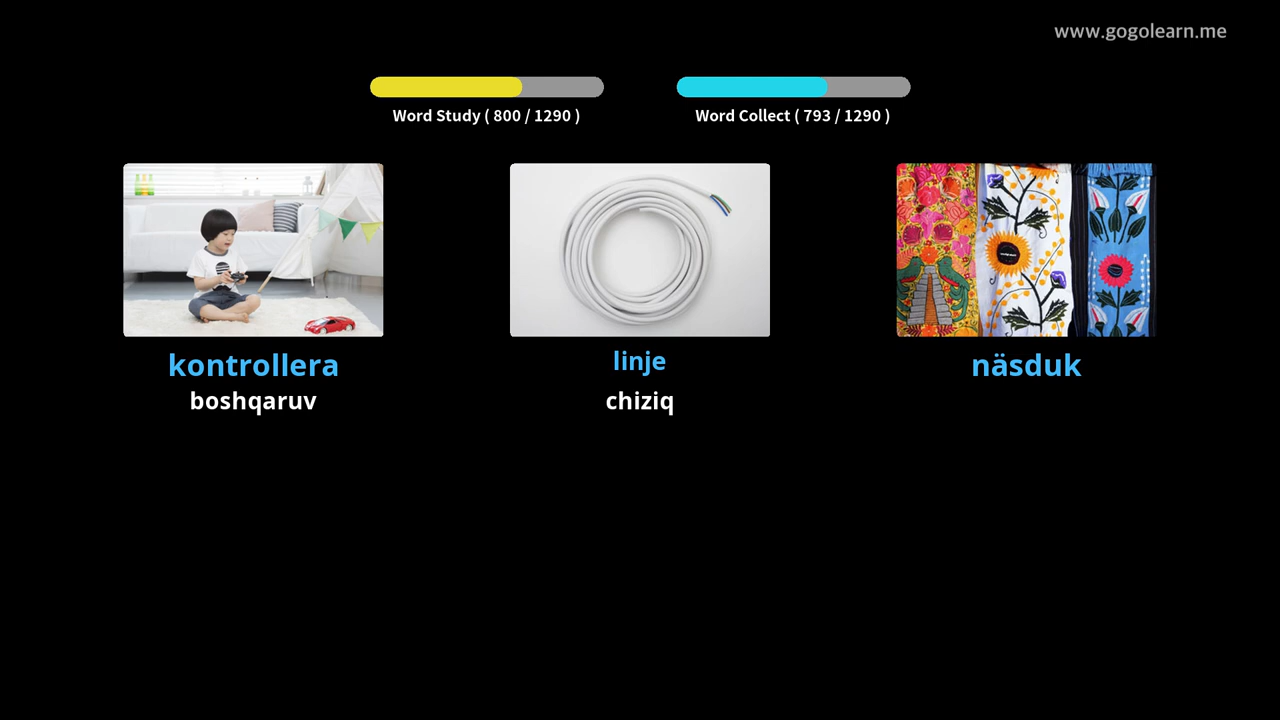 www.gogolearn.me
Word Study ( 800 / 1290 )
Word Collect ( 793 / 1290 )
kontrollera
linje
näsduk
boshqaruv
chiziq